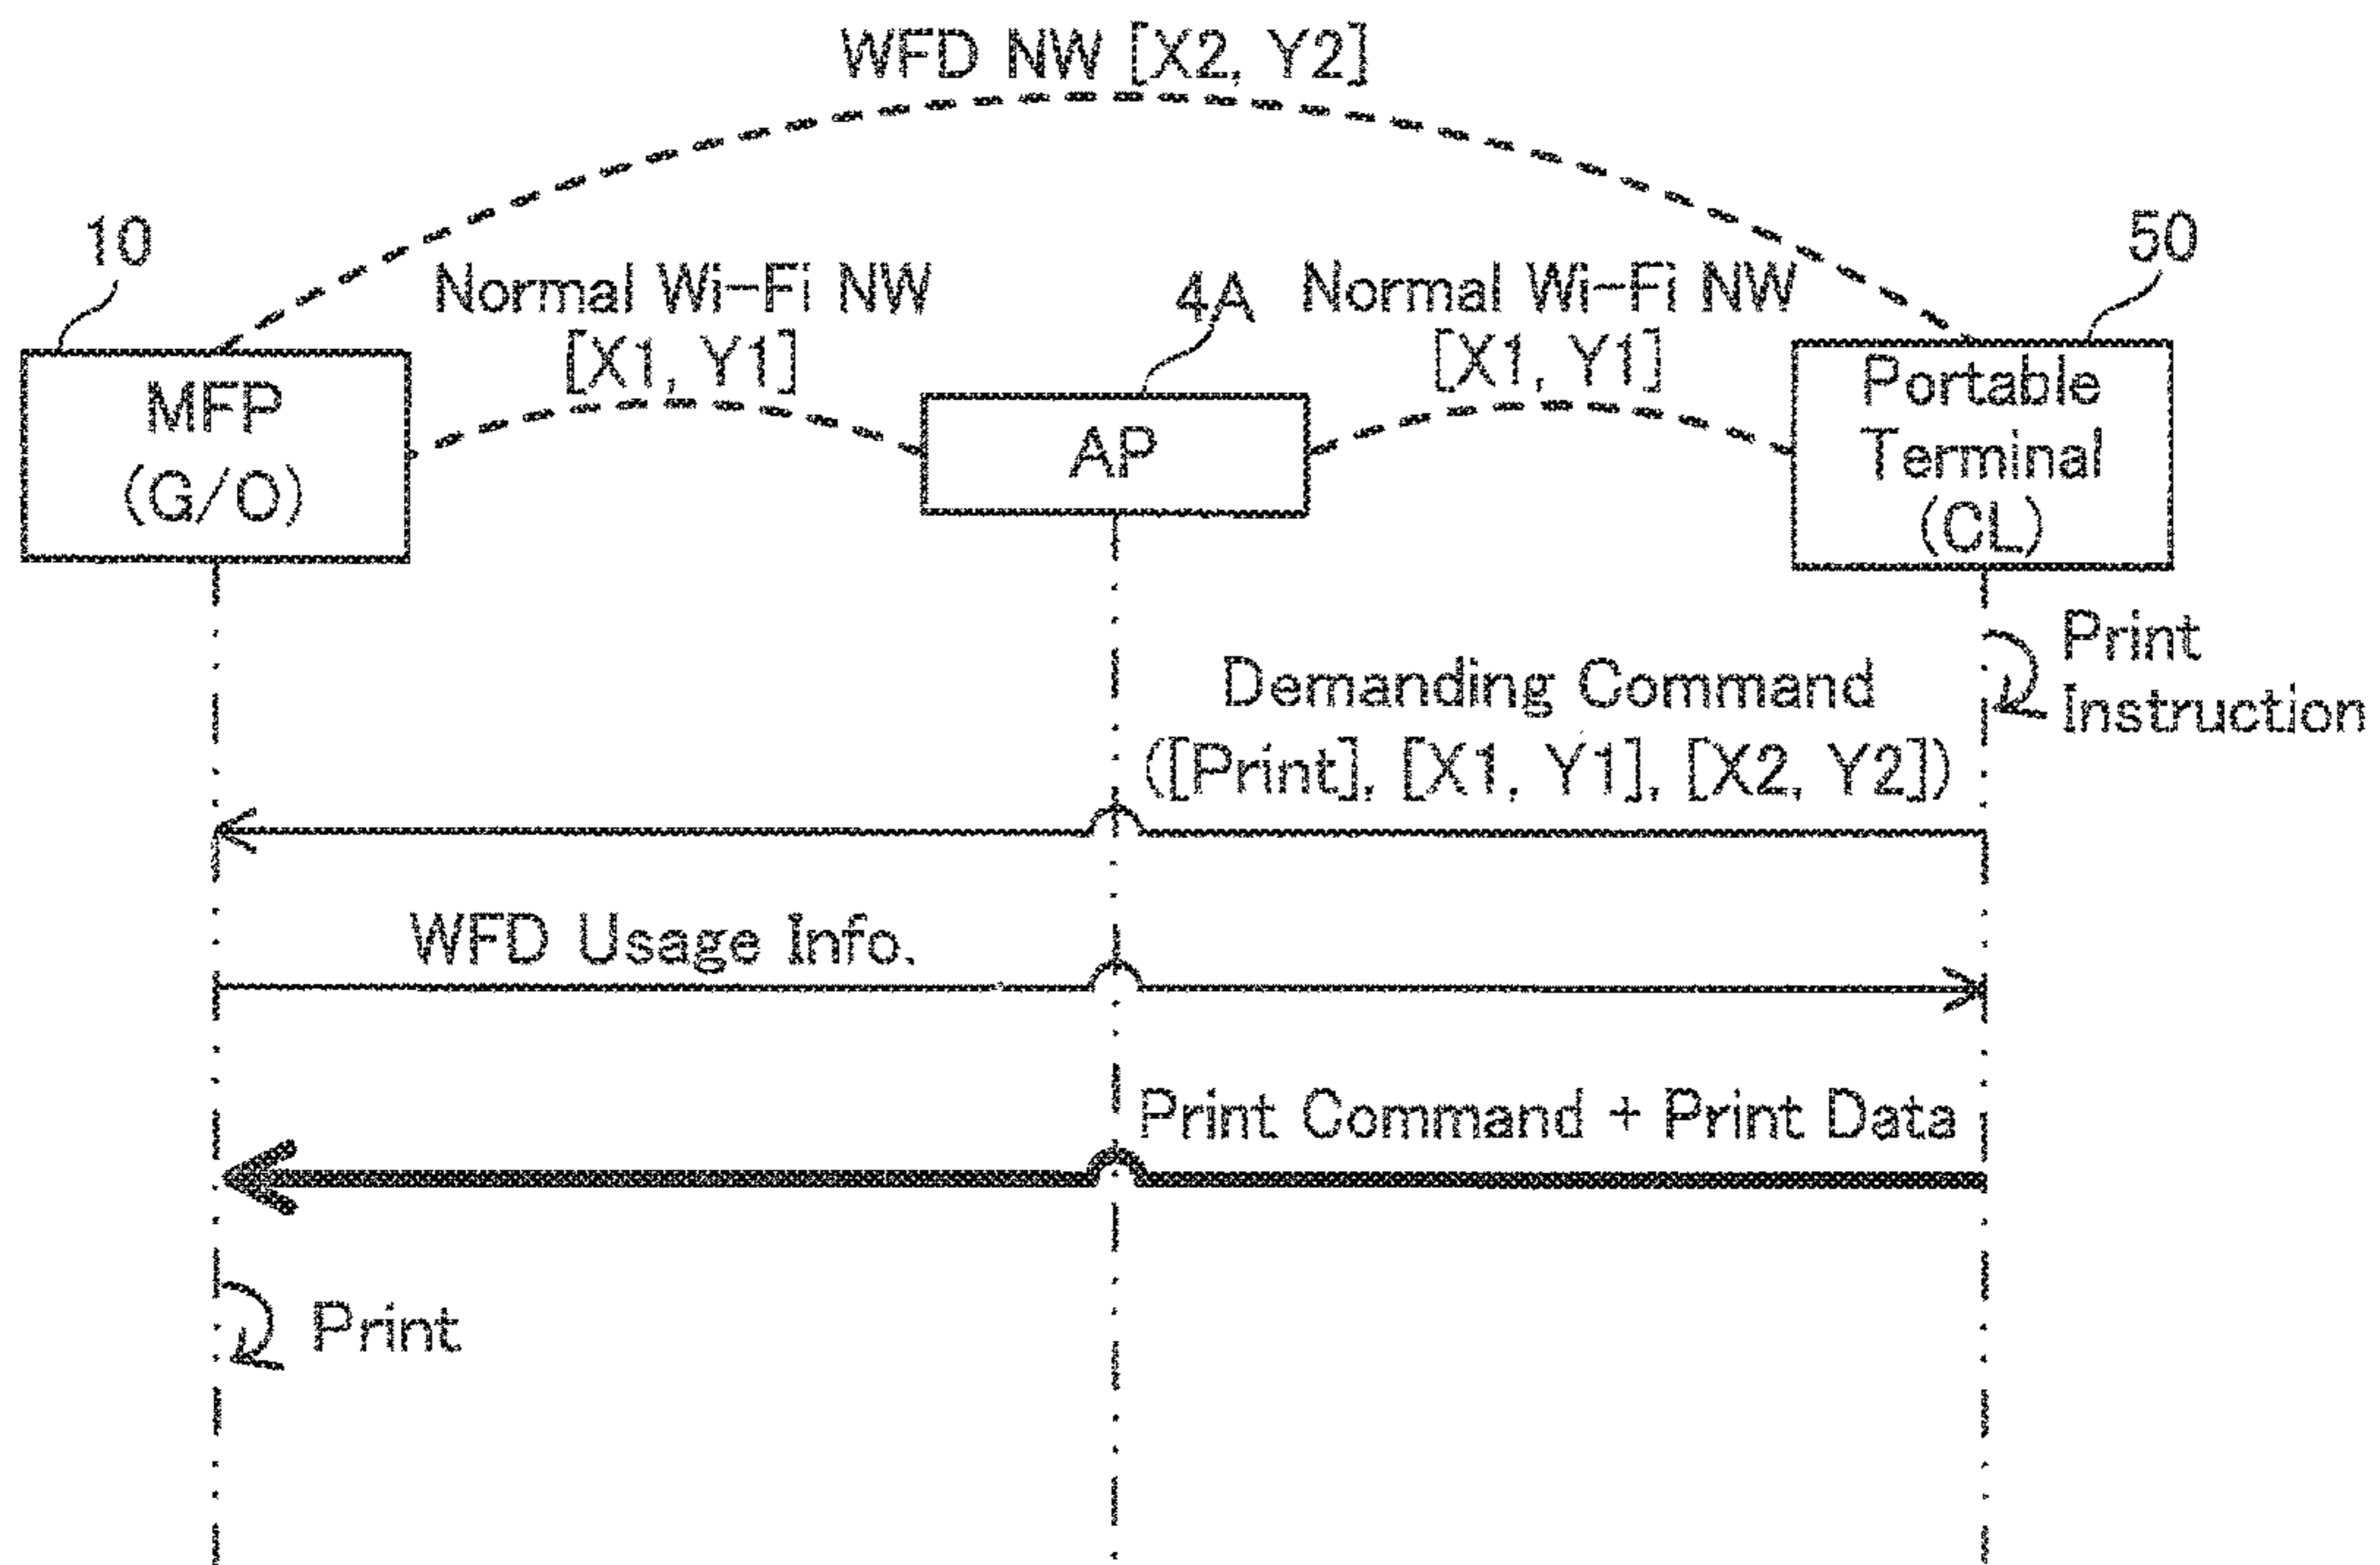 WFD NW [X2, Y2]
10
Normal Wi-Fi NW
[X1, Y1]
4A
Normal Wi-Fi NW
[X1, Y1]
50
MFP
(G/O)
AP
Portable
Terminal
(CL)
Print
Instruction
Demanding Command
([Print], [X1, Y1], [X2, Y2])
WFD Usage Info.
Print Command + Print Data
Print